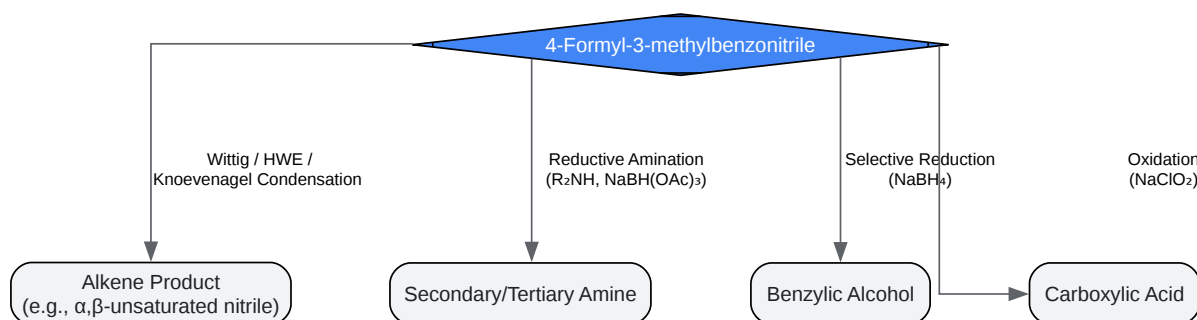 4-Formyl-3-methylbenzonitrile
Wittig / HWE /
Knoevenagel Condensation
Reductive Amination
(R₂NH, NaBH(OAc)₃)
Selective Reduction
(NaBH₄)
Oxidation
(NaClO₂)
Alkene Product
(e.g., α,β-unsaturated nitrile)
Secondary/Tertiary Amine
Benzylic Alcohol
Carboxylic Acid